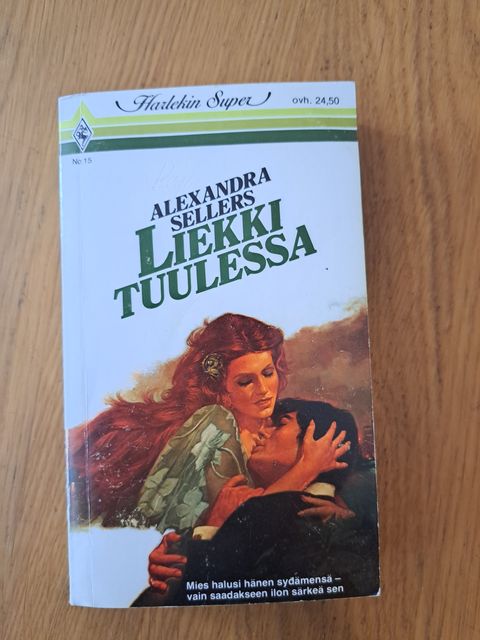 Harlekin Super
ovh. 24,50
No 15
ALEXANDRA
SELLERS
LIEKKI
TUULESSA
Mies halusi hänen sydämensä –
vain saadakseen ilon särkeä sen